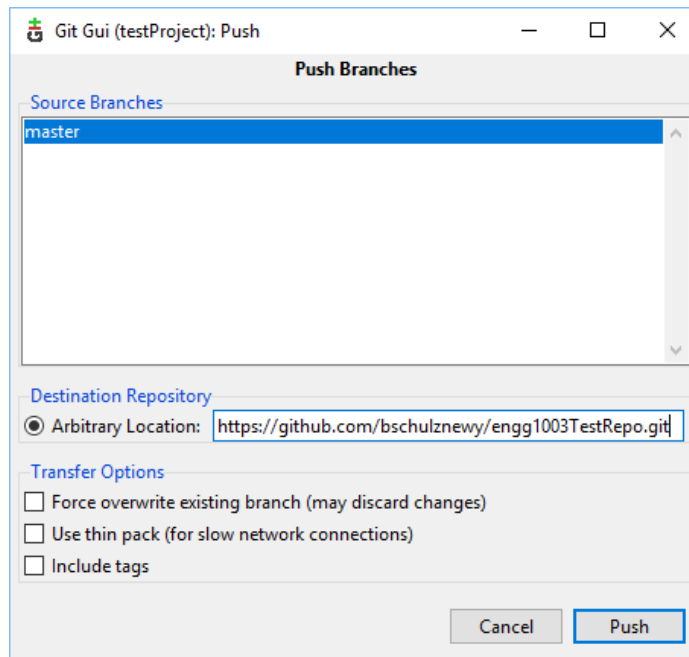 Git Gui (testProject): Push
Push Branches
Source Branches
master
Destination Repository
Arbitrary Location: https://github.com/bschulznewy/engg1003TestRepo.git
Transfer Options
Force overwrite existing branch (may discard changes)
Use thin pack (for slow network connections)
Include tags
Cancel Push